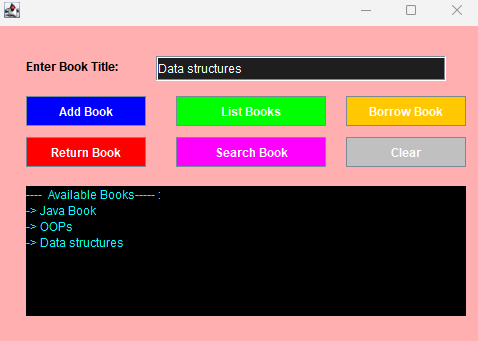 Enter Book Title: Data structures
Add Book List Books Borrow Book
Return Book Search Book Clear
---- Available Books----- :
-> Java Book
-> OOPs
-> Data structures